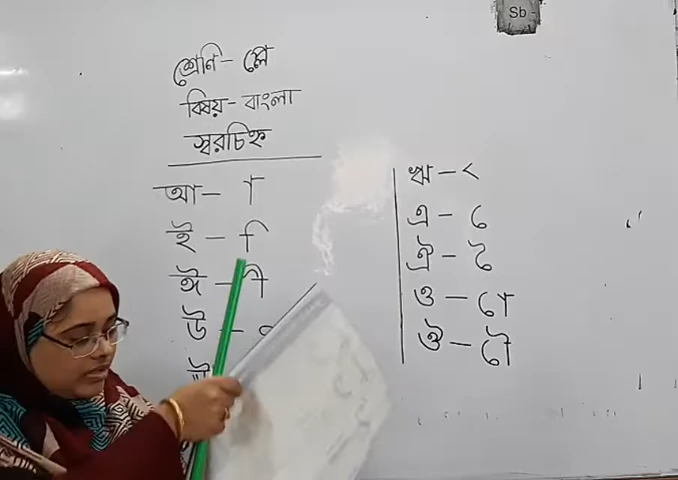 Sb
শ্রেণি - প্লে
বিষয় - বাংলা
স্বরচিহ্ন
আ - া
ই - ি
ঈ - ী
উ - ু
ঋ - ৃ
এ - ে
ঐ - ৈ
ও - ো
ঔ - ৌ